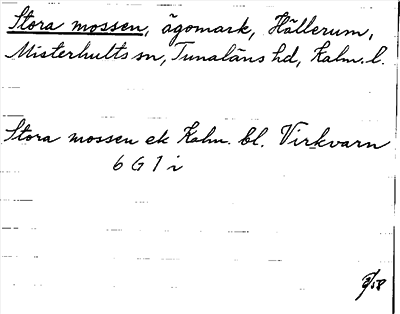 Stora mossen, ägomark, Hällerum,
Misterhults sn, Tunaläns hd, Kalm. l.
Stora mossen ek Kalm. bl. Virkvarn
6 G 1 i